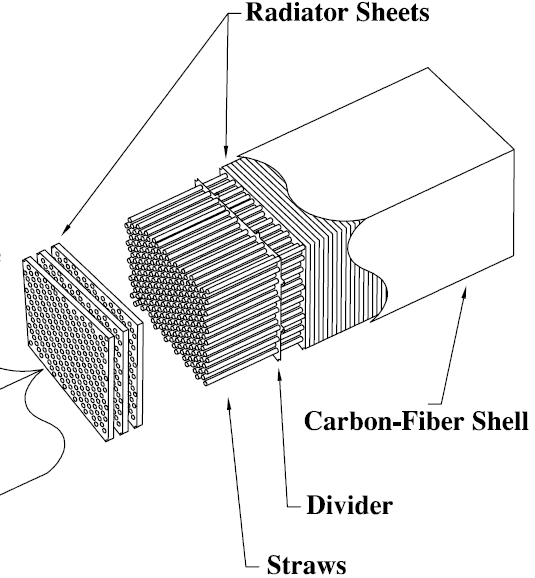 Radiator Sheets
Carbon-Fiber Shell
Divider
Straws